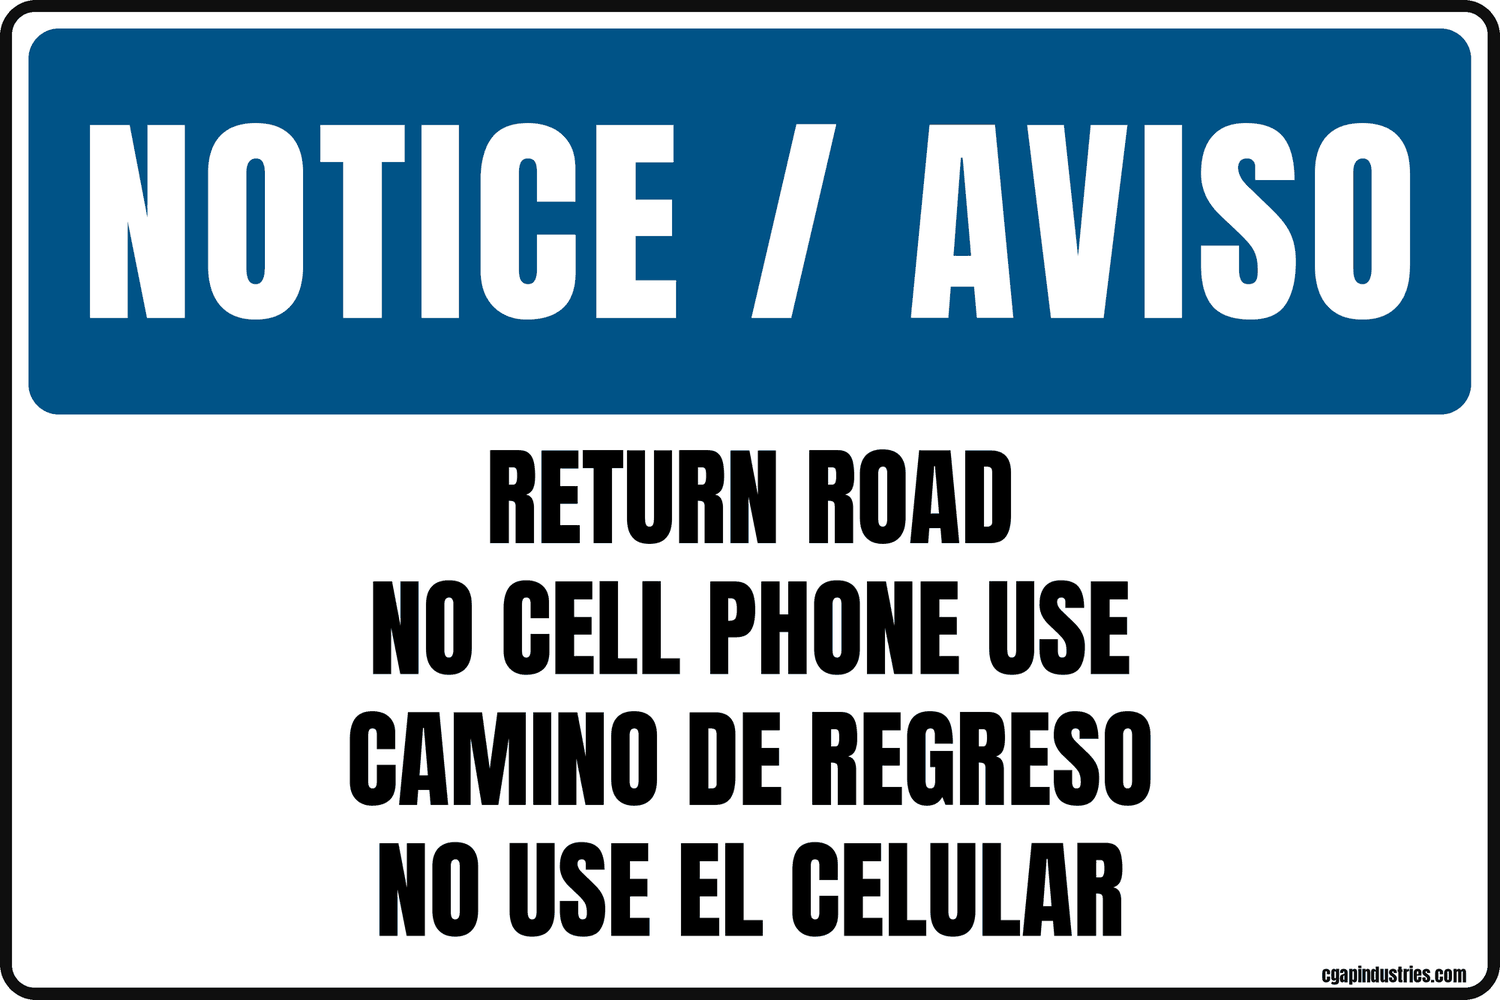 NOTICE / AVISO
RETURN ROAD
NO CELL PHONE USE
CAMINO DE REGRESO
NO USE EL CELULAR
cgapindustries.com